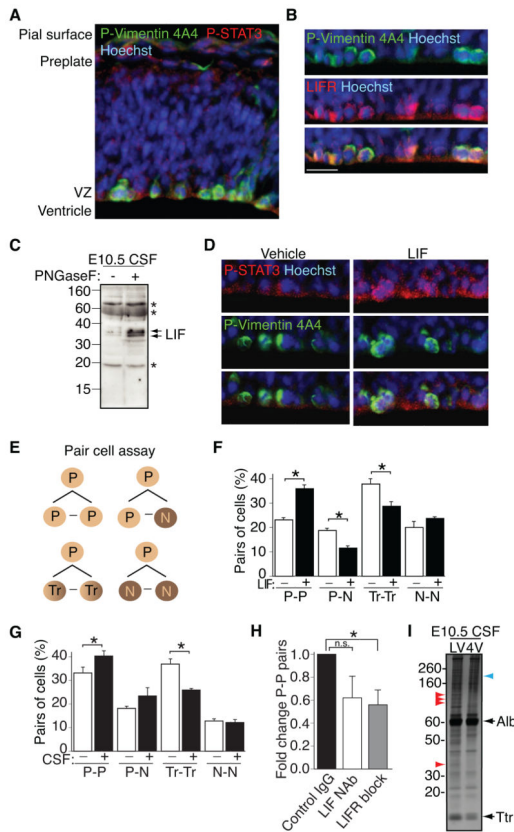 A
Pial surface
P-Vimentin 4A4 P-STAT3
Hoechst
Preplate
VZ
Ventricle
B
P-Vimentin 4A4 Hoechst
LIFR Hoechst
C
E10.5 CSF
PNGaseF: - +
160
60
40
30
20
15
*
*
LIF
*
D
Vehicle LIF
P-STAT3 Hoechst
P-Vimentin 4A4
E
Pair cell assay
P P
P – P P – N
P P
Tr – Tr N – N
F
Pairs of cells (%)
40
30
20
10
0
* * *
LIF: – + – + – + – +
P-P P-N Tr-Tr N-N
G
Pairs of cells (%)
40
30
20
10
0
* *
– + – + – + – +
CSF:
P-P P-N Tr-Tr N-N
H
Fold change P-P pairs
1.0
0.8
0.6
0.4
0.2
0.0
*
n.s.
Control IgG
LIF NAb
LIFR block
I
E10.5 CSF
LV 4V
260
160
60
50
30
20
Alb
Ttr